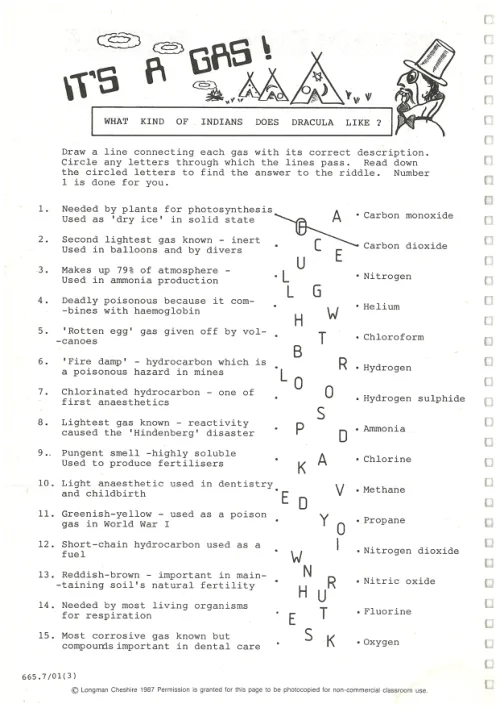 IT'S A GAS!
WHAT KIND OF INDIANS DOES DRACULA LIKE ?
Draw a line connecting each gas with its correct description.
Circle any letters through which the lines pass. Read down
the circled letters to find the answer to the riddle. Number
1 is done for you.
1. Needed by plants for photosynthesis
Used as 'dry ice' in solid state
A
• Carbon monoxide
2. Second lightest gas known - inert
Used in balloons and by divers
C
E
• Carbon dioxide
U
3. Makes up 79% of atmosphere -
Used in ammonia production
L
• Nitrogen
L G
4. Deadly poisonous because it com-
-bines with haemoglobin
H W
• Helium
5. 'Rotten egg' gas given off by vol-
-canoes
T
• Chloroform
B
6. 'Fire damp' - hydrocarbon which is
a poisonous hazard in mines
R
• Hydrogen
L O
7. Chlorinated hydrocarbon - one of
first anaesthetics
O
• Hydrogen sulphide
S
8. Lightest gas known - reactivity
caused the 'Hindenberg' disaster
P D
• Ammonia
9. Pungent smell -highly soluble
Used to produce fertilisers
K A
• Chlorine
10. Light anaesthetic used in dentistry
and childbirth
E D V
• Methane
11. Greenish-yellow - used as a poison
gas in World War I
Y O
• Propane
12. Short-chain hydrocarbon used as a
fuel
I
W
• Nitrogen dioxide
13. Reddish-brown - important in main-
-taining soil's natural fertility
N
H U R
• Nitric oxide
14. Needed by most living organisms
for respiration
E T
• Fluorine
15. Most corrosive gas known but
compounds important in dental care
S K
• Oxygen
665.7/01(3)
© Longman Cheshire 1987 Permission is granted for this page to be photocopied for non-commercial classroom use.